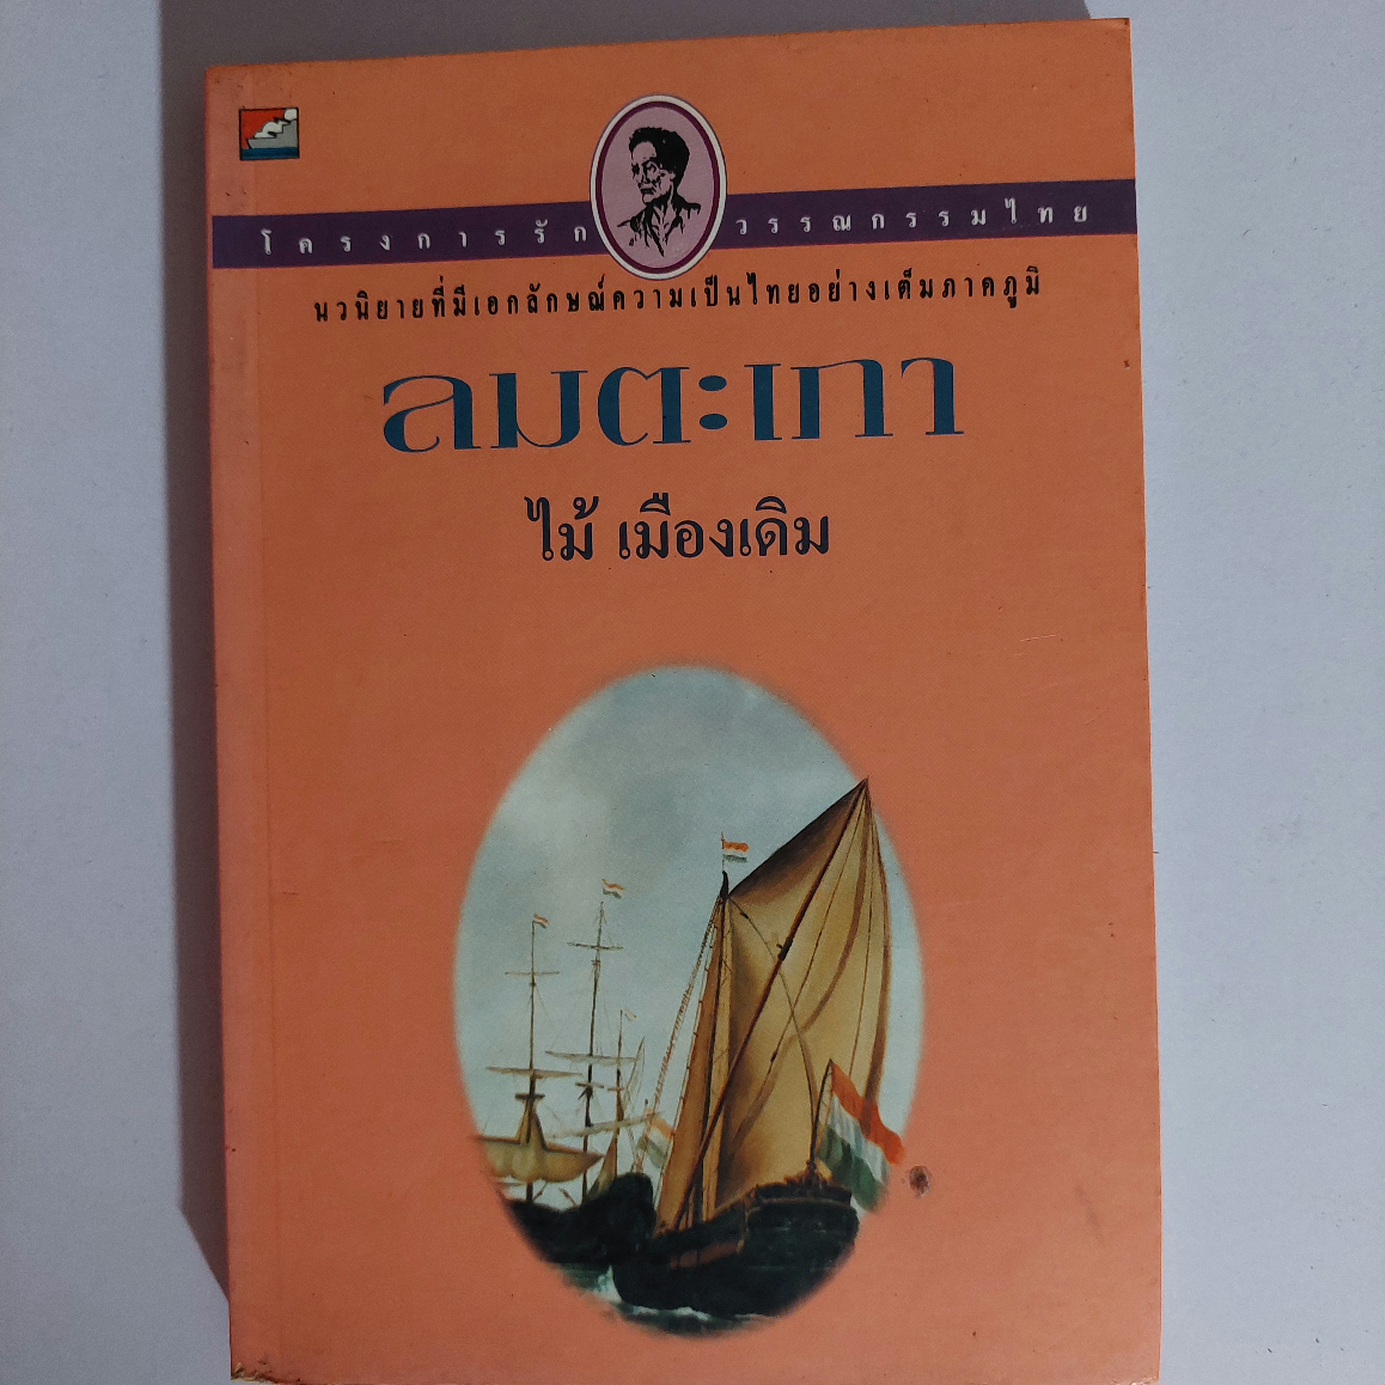 โครงการรักวรรณกรรมไทย
นวนิยายที่มีเอกลักษณ์ความเป็นไทยอย่างเต็มภาคภูมิ
ลมตะเภา
ไม้ เมืองเดิม